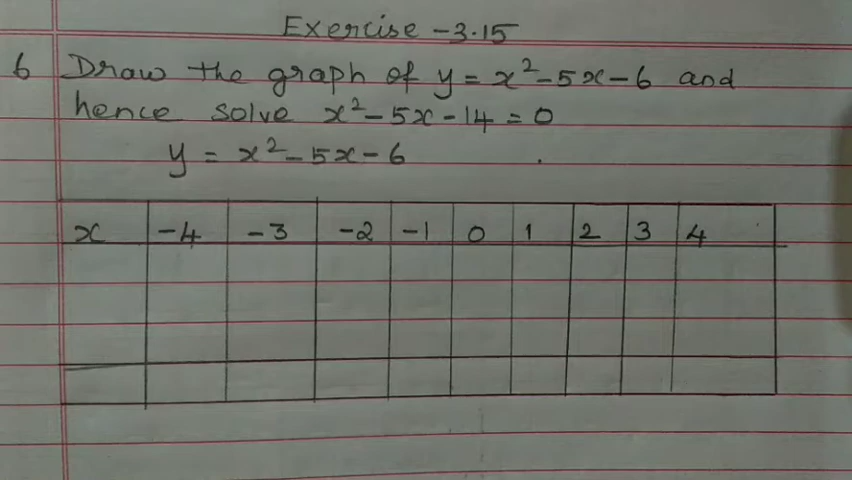 Exercise - 3.15
6 Draw the graph of y = x² - 5x - 6 and
hence solve x² - 5x - 14 = 0
y = x² - 5x - 6
x -4 -3 -2 -1 0 1 2 3 4